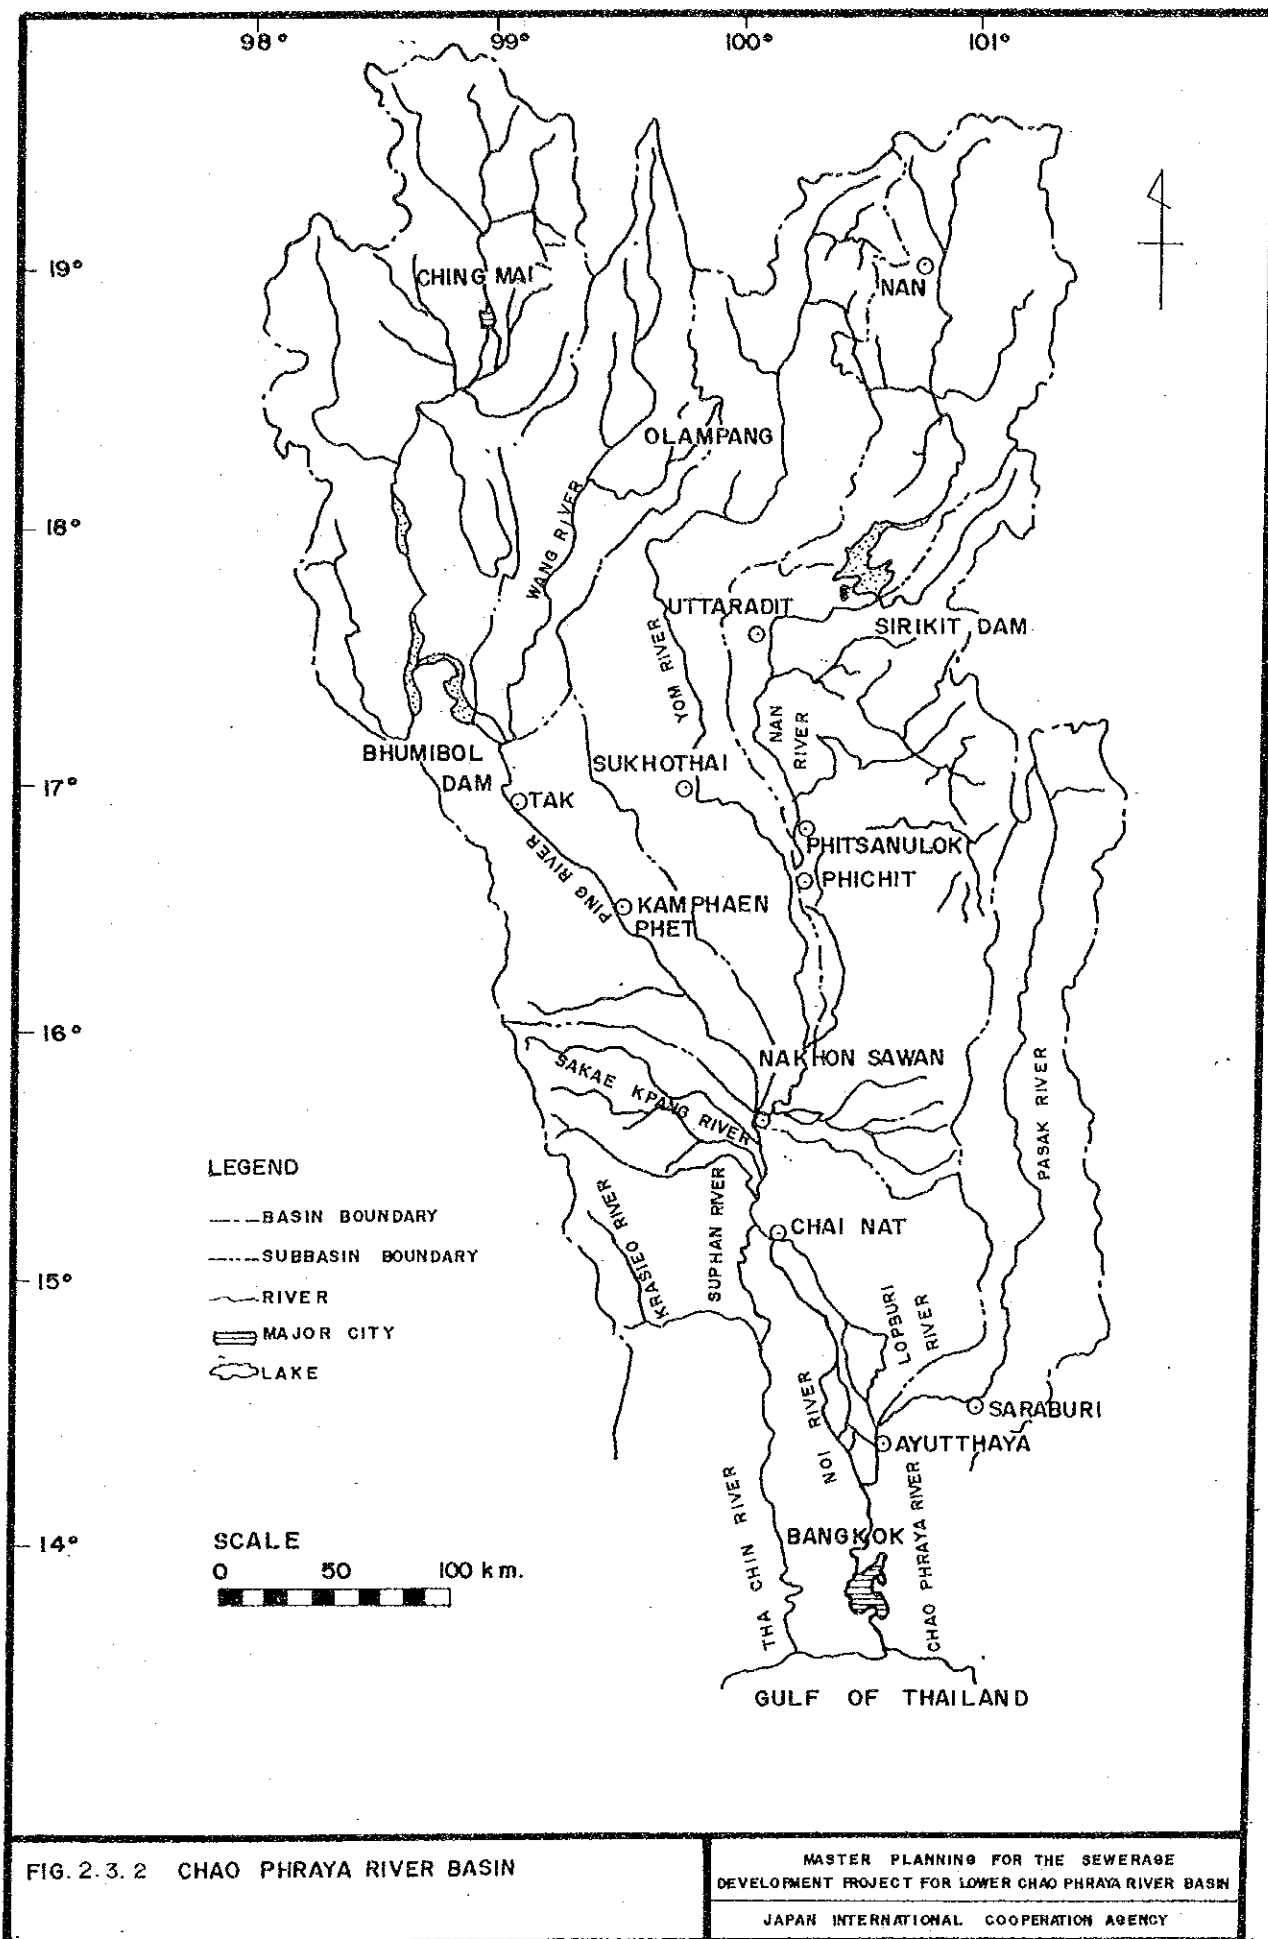 98° 99° 100° 101°
19°
18°
17°
16°
15°
14°
CHING MAI
NAN
OLAMPANG
WANG RIVER
UTTARADIT
SIRIKIT DAM
YOM RIVER
NAN
RIVER
BHUMIBOL
DAM
SUKHOTHAI
TAK
PHITSANULOK
PING RIVER
PHICHIT
KAMPHAEN
PHET
NAKHON SAWAN
SAKAE KPANG RIVER
PASAK RIVER
KRASIEO RIVER
SUPHAN RIVER
CHAI NAT
LOPBURI
RIVER
NOI RIVER
SARABURI
AYUTTHAYA
THA CHIN RIVER
BANGKOK
CHAO PHRAYA RIVER
GULF OF THAILAND
LEGEND
BASIN BOUNDARY
SUBBASIN BOUNDARY
RIVER
MAJOR CITY
LAKE
SCALE
0 50 100 km.
FIG. 2.3.2 CHAO PHRAYA RIVER BASIN
MASTER PLANNING FOR THE SEWERAGE
DEVELOPMENT PROJECT FOR LOWER CHAO PHRAYA RIVER BASIN
JAPAN INTERNATIONAL COOPERATION AGENCY